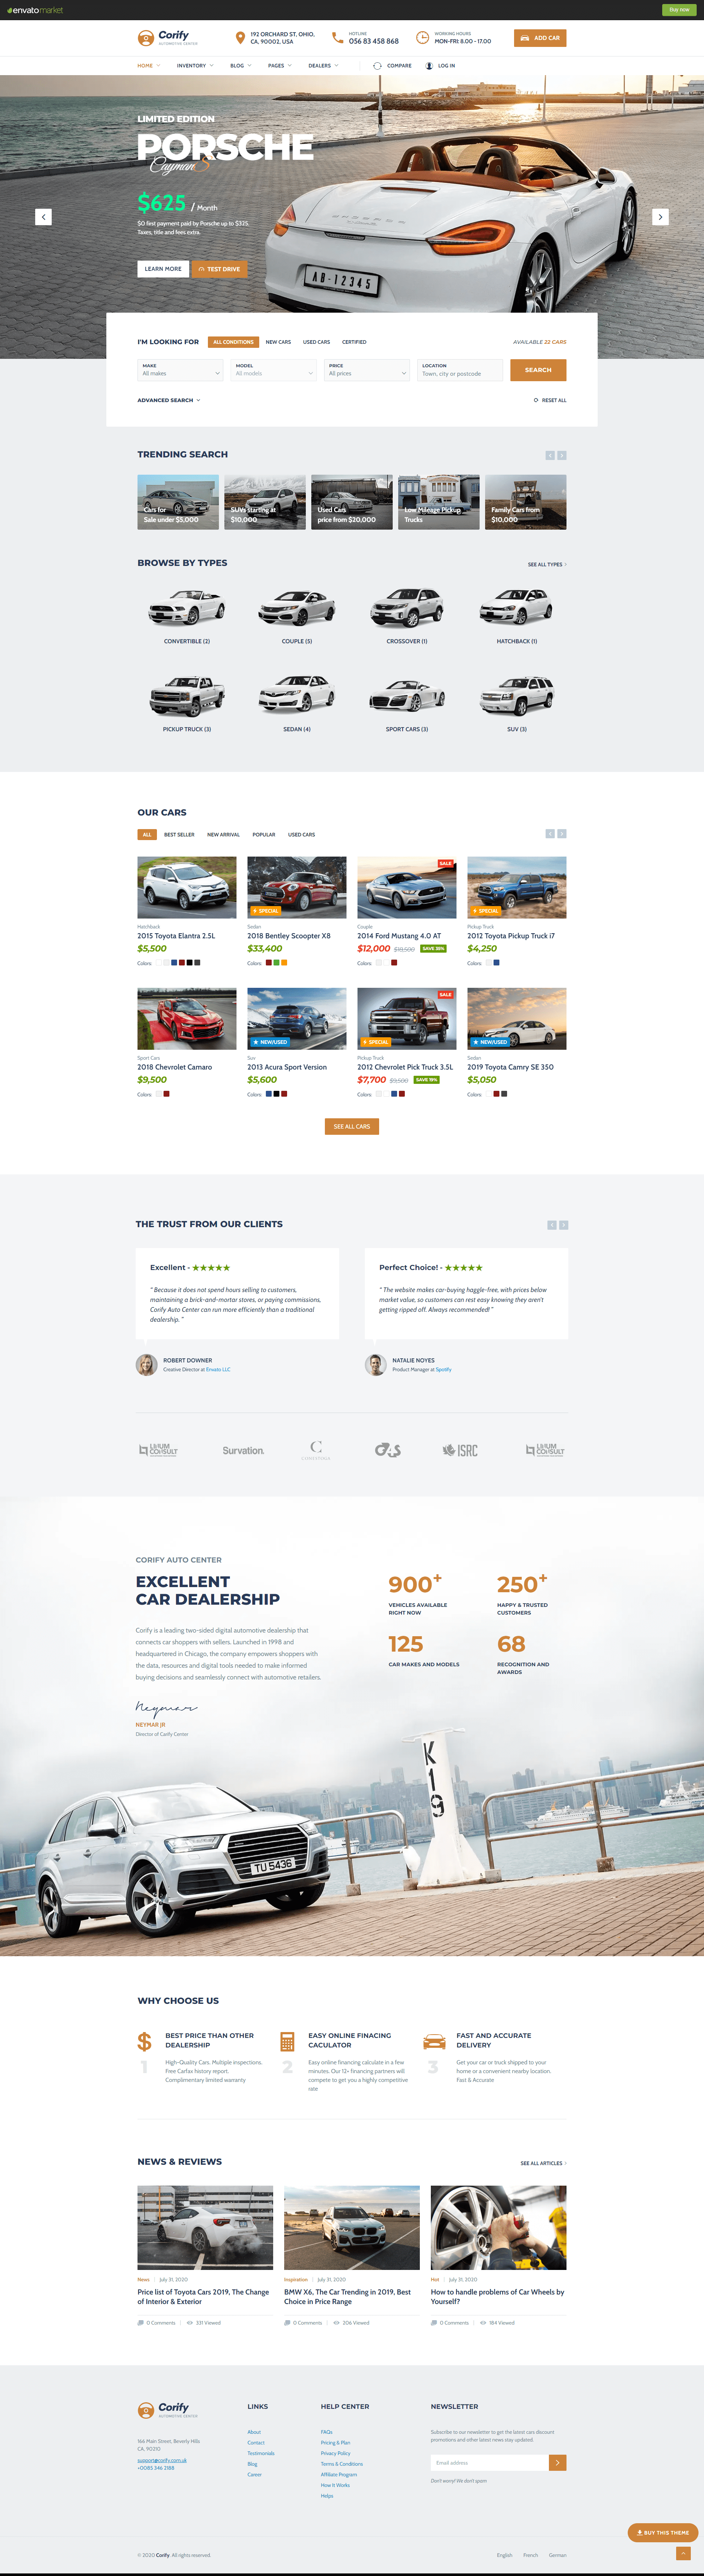 envato market
Buy now
Corify
AUTOMOTIVE CENTER
192 ORCHARD ST, OHIO,
CA, 90002, USA
HOTLINE
056 83 458 868
WORKING HOURS
MON-FRI: 8.00 - 17.00
ADD CAR
HOME
INVENTORY
BLOG
PAGES
DEALERS
COMPARE
LOG IN
LIMITED EDITION
PORSCHE
Cayman S
$625 / Month
$0 first payment paid by Porsche up to $325.
Taxes, title and fees extra.
LEARN MORE
TEST DRIVE
AB-12345
I'M LOOKING FOR
ALL CONDITIONS
NEW CARS
USED CARS
CERTIFIED
AVAILABLE 22 CARS
MAKE
All makes
MODEL
All models
PRICE
All prices
LOCATION
Town, city or postcode
SEARCH
ADVANCED SEARCH
RESET ALL
TRENDING SEARCH
Cars for
Sale under $5,000
SUVs starting at
$10,000
Used Cars
price from $20,000
Low Mileage Pickup
Trucks
Family Cars from
$10,000
BROWSE BY TYPES
SEE ALL TYPES
CONVERTIBLE (2)
COUPLE (5)
CROSSOVER (1)
HATCHBACK (1)
PICKUP TRUCK (3)
SEDAN (4)
SPORT CARS (3)
SUV (3)
OUR CARS
ALL
BEST SELLER
NEW ARRIVAL
POPULAR
USED CARS
Hatchback
2015 Toyota Elantra 2.5L
$5,500
Colors:
SPECIAL
Sedan
2018 Bentley Scoopter X8
$33,400
Colors:
SALE
Couple
2014 Ford Mustang 4.0 AT
$12,000 $18,500 SAVE 35%
Colors:
SPECIAL
Pickup Truck
2012 Toyota Pickup Truck i7
$4,250
Colors:
Sport Cars
2018 Chevrolet Camaro
$9,500
Colors:
NEW/USED
Suv
2013 Acura Sport Version
$5,600
Colors:
SALE
SPECIAL
Pickup Truck
2012 Chevrolet Pick Truck 3.5L
$7,700 $9,500 SAVE 19%
Colors:
NEW/USED
Sedan
2019 Toyota Camry SE 350
$5,050
Colors:
SEE ALL CARS
THE TRUST FROM OUR CLIENTS
Excellent - ★★★★★
" Because it does not spend hours selling to customers,
maintaining a brick-and-mortar stores, or paying commissions,
Corify Auto Center can run more efficiently than a traditional
dealership. "
ROBERT DOWNER
Creative Director at Envato LLC
Perfect Choice! - ★★★★★
" The website makes car-buying haggle-free, with prices below
market value, so customers can rest easy knowing they aren't
getting ripped off. Always recommended! "
NATALIE NOYES
Product Manager at Spotify
LINUM
CONSULT
Survation.
C
ISRC
LINUM
CONSULT
CORIFY AUTO CENTER
EXCELLENT
CAR DEALERSHIP
Corify is a leading two-sided digital automotive dealership that
connects car shoppers with sellers. Launched in 1998 and
headquartered in Chicago, the company empowers shoppers with
the data, resources and digital tools needed to make informed
buying decisions and seamlessly connect with automotive retailers.
Neymar
NEYMAR JR
Director of Corify Center
900+
VEHICLES AVAILABLE
RIGHT NOW
250+
HAPPY & TRUSTED
CUSTOMERS
125
CAR MAKES AND MODELS
68
RECOGNITION AND
AWARDS
K19
TU 5436
WHY CHOOSE US
1
BEST PRICE THAN OTHER
DEALERSHIP
High-Quality Cars. Multiple inspections.
Free Carfax history report.
Complimentary limited warranty
2
EASY ONLINE FINACING
CACULATOR
Easy online financing calculate in a few
minutes. Our 12+ financing partners will
compete to get you a highly competitive
rate
3
FAST AND ACCURATE
DELIVERY
Get your car or truck shipped to your
home or a convenient nearby location.
Fast & Accurate
NEWS & REVIEWS
SEE ALL ARTICLES
News | July 31, 2020
Price list of Toyota Cars 2019, The Change
of Interior & Exterior
0 Comments | 331 Viewed
Inspiration | July 31, 2020
BMW X6, The Car Trending in 2019, Best
Choice in Price Range
0 Comments | 206 Viewed
Hot | July 31, 2020
How to handle problems of Car Wheels by
Yourself?
0 Comments | 184 Viewed
Corify
AUTOMOTIVE CENTER
166 Main Street, Beverly Hills
CA, 90210
support@corify.com.uk
+0085 346 2188
LINKS
About
Contact
Testimonials
Blog
Career
HELP CENTER
FAQs
Pricing & Plan
Privacy Policy
Terms & Conditions
Affiliate Program
How It Works
Helps
NEWSLETTER
Subscribe to our newsletter to get the latest cars discount
promotions and other latest news stay updated.
Email address
Don't worry! We don't spam
BUY THIS THEME
© 2020 Corify. All rights reserved.
English
French
German